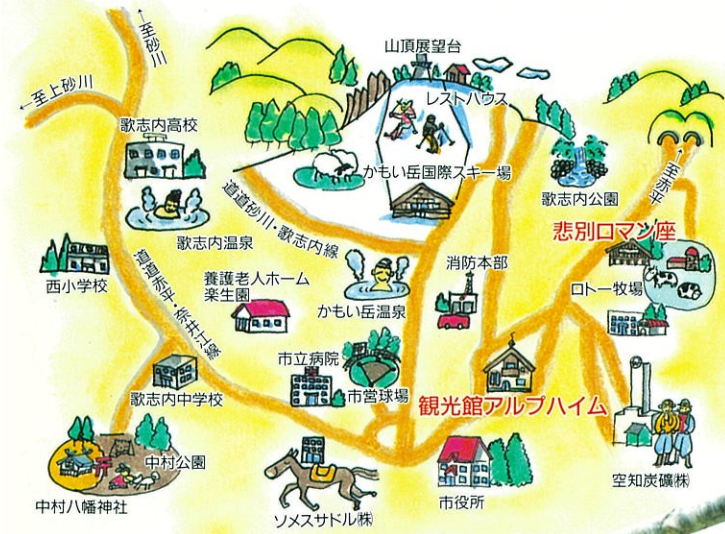 ←至砂川
←至上砂川
山頂展望台
レストハウス
歌志内高校
かもい岳国際スキー場
歌志内公園
←至赤平
道道砂川・歌志内線
歌志内温泉
悲別ロマン座
西小学校
道道赤平・奈井江線
養護老人ホーム
楽生園
かもい岳温泉
消防本部
ロトー牧場
市立病院
市営球場
歌志内中学校
観光館アルプハイム
中村公園
中村八幡神社
ソメスサドル㈱
市役所
空知炭礦㈱